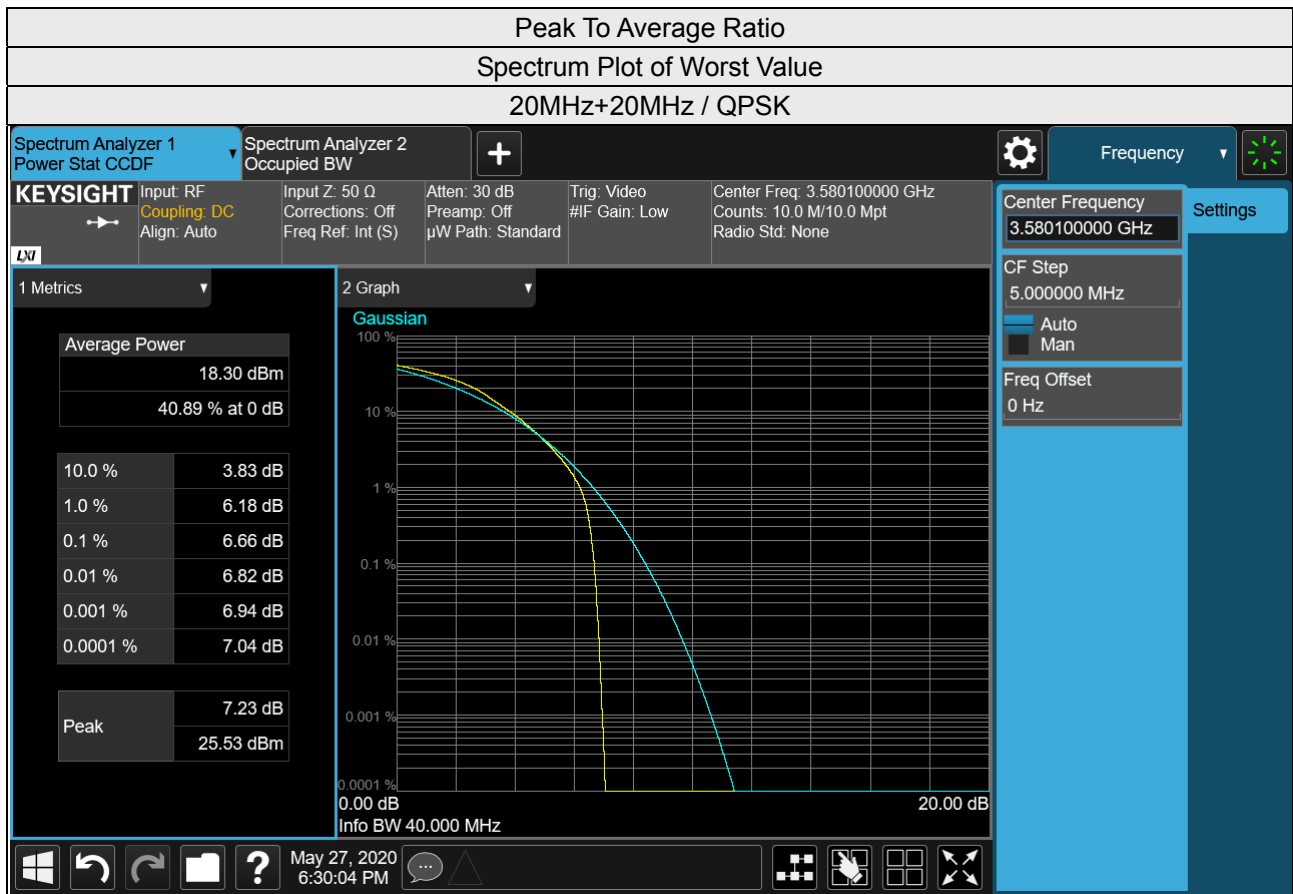 Peak To Average Ratio
Spectrum Plot of Worst Value
20MHz+20MHz / QPSK
Spectrum Analyzer 1
Power Stat CCDF
Spectrum Analyzer 2
Occupied BW
Frequency
KEYSIGHT
LXI
Input: RF
Coupling: DC
Align: Auto
Input Z: 50 Ω
Corrections: Off
Freq Ref: Int (S)
Atten: 30 dB
Preamp: Off
µW Path: Standard
Trig: Video
#IF Gain: Low
Center Freq: 3.580100000 GHz
Counts: 10.0 M/10.0 Mpt
Radio Std: None
Center Frequency
3.580100000 GHz
Settings
CF Step
5.000000 MHz
Auto
Man
Freq Offset
0 Hz
1 Metrics
Average Power
18.30 dBm
40.89 % at 0 dB
10.0 % 3.83 dB
1.0 % 6.18 dB
0.1 % 6.66 dB
0.01 % 6.82 dB
0.001 % 6.94 dB
0.0001 % 7.04 dB
Peak
7.23 dB
25.53 dBm
2 Graph
Gaussian
100 %
10 %
1 %
0.1 %
0.01 %
0.001 %
0.0001 %
0.00 dB 20.00 dB
Info BW 40.000 MHz
?
May 27, 2020
6:30:04 PM